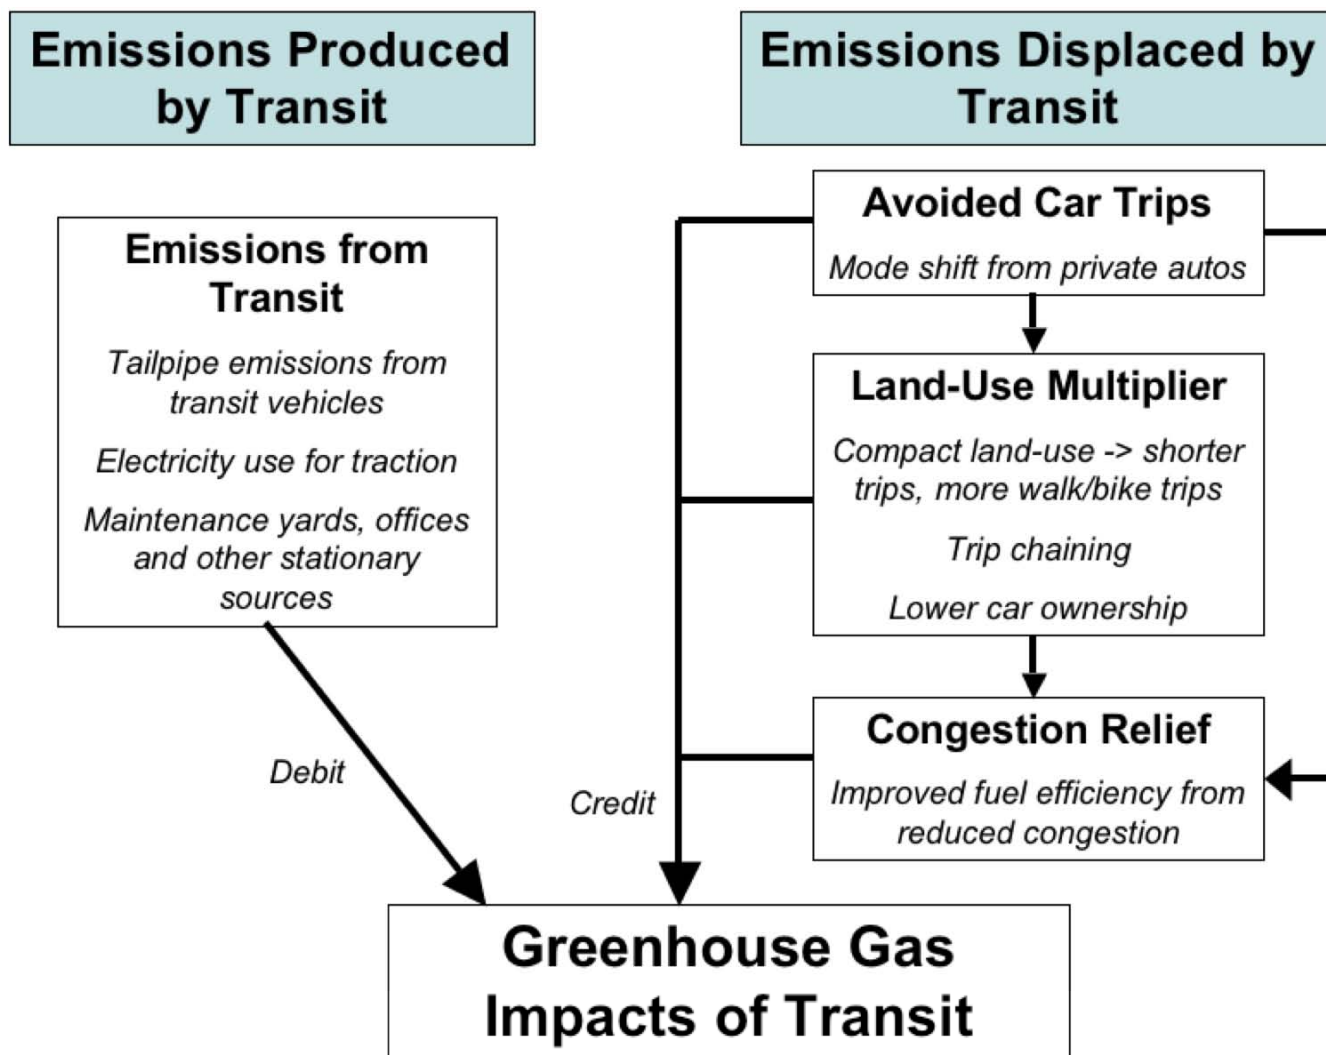 Emissions Produced
by Transit
Emissions Displaced by
Transit
Emissions from
Transit
Tailpipe emissions from
transit vehicles
Electricity use for traction
Maintenance yards, offices
and other stationary
sources
Debit
Avoided Car Trips
Mode shift from private autos
Land-Use Multiplier
Compact land-use -> shorter
trips, more walk/bike trips
Trip chaining
Lower car ownership
Congestion Relief
Improved fuel efficiency from
reduced congestion
Credit
Greenhouse Gas
Impacts of Transit